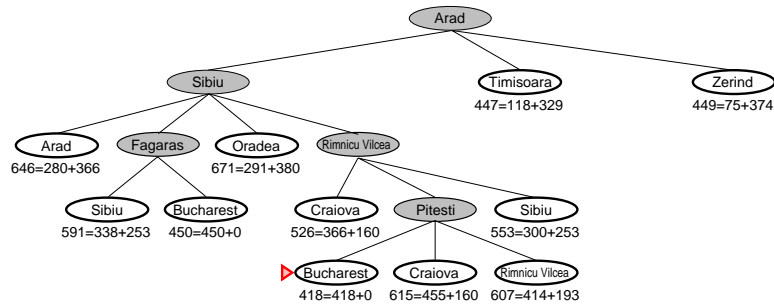 Arad
Sibiu Timisoara Zerind
447=118+329 449=75+374
Arad Fagaras Oradea Rimnicu Vilcea
646=280+366 671=291+380
Sibiu Bucharest Craiova Pitesti Sibiu
591=338+253 450=450+0 526=366+160 553=300+253
Bucharest Craiova Rimnicu Vilcea
418=418+0 615=455+160 607=414+193